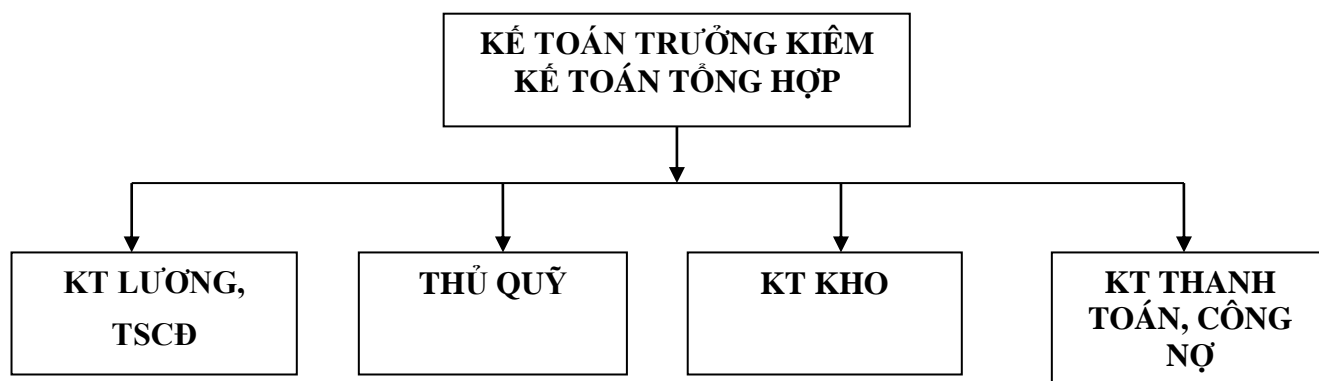 KẾ TOÁN TRƯỞNG KIÊM
KẾ TOÁN TỔNG HỢP
KT LƯƠNG,
TSCĐ
THỦ QUỸ
KT KHO
KT THANH
TOÁN, CÔNG
NỢ